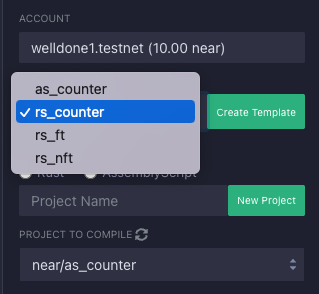 ACCOUNT
welldone1.testnet (10.00 near)
as_counter
✓ rs_counter
rs_ft
rs_nft
Create Template
Rust AssemblyScript
Project Name
New Project
PROJECT TO COMPILE
near/as_counter